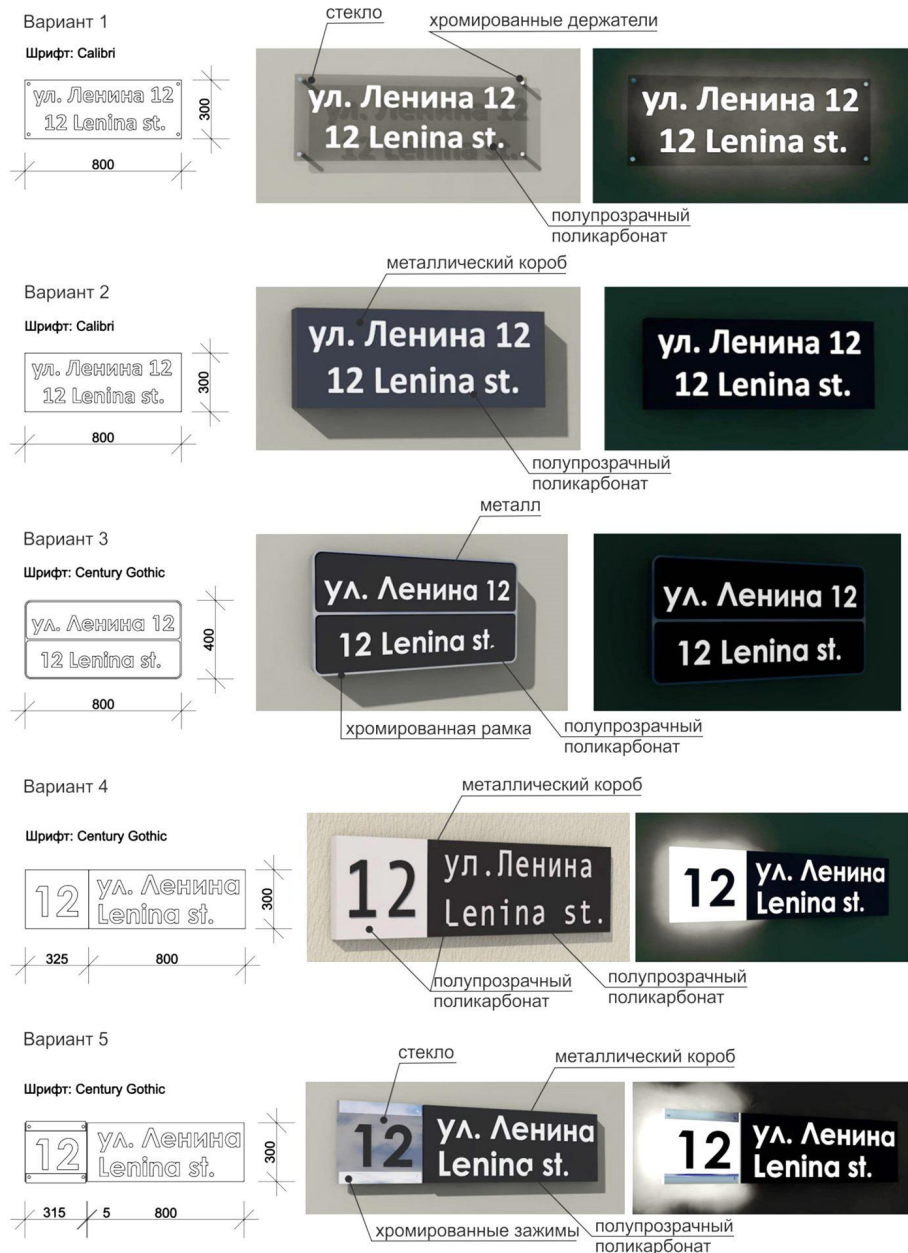 Вариант 1
стекло
хромированные держатели
Шрифт: Calibri
ул. Ленина 12
12 Lenina st.
300
800
ул. Ленина 12
12 Lenina st.
ул. Ленина 12
12 Lenina st.
полупрозрачный
поликарбонат
металлический короб
Вариант 2
Шрифт: Calibri
ул. Ленина 12
12 Lenina st.
300
800
ул. Ленина 12
12 Lenina st.
ул. Ленина 12
12 Lenina st.
полупрозрачный
поликарбонат
металл
Вариант 3
Шрифт: Century Gothic
ул. Ленина 12
12 Lenina st.
400
800
ул. Ленина 12
12 Lenina st.
ул. Ленина 12
12 Lenina st.
хромированная рамка
полупрозрачный
поликарбонат
Вариант 4
металлический короб
Шрифт: Century Gothic
12
ул. Ленина
Lenina st.
300
325
800
12
ул.Ленина
Lenina st.
12
ул. Ленина
Lenina st.
полупрозрачный
поликарбонат
полупрозрачный
поликарбонат
Вариант 5
стекло
металлический короб
Шрифт: Century Gothic
12
ул. Ленина
Lenina st.
300
315
5
800
12
ул. Ленина
Lenina st.
12
ул. Ленина
Lenina st.
хромированные зажимы
полупрозрачный
поликарбонат